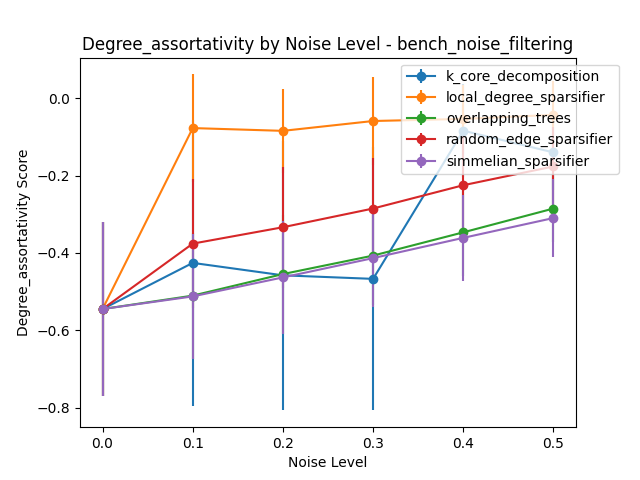 Degree_assortativity by Noise Level - bench_noise_filtering
k_core_decomposition
local_degree_sparsifier
overlapping_trees
random_edge_sparsifier
simmelian_sparsifier
Degree_assortativity Score
0.0
−0.2
−0.4
−0.6
−0.8
0.0 0.1 0.2 0.3 0.4 0.5
Noise Level